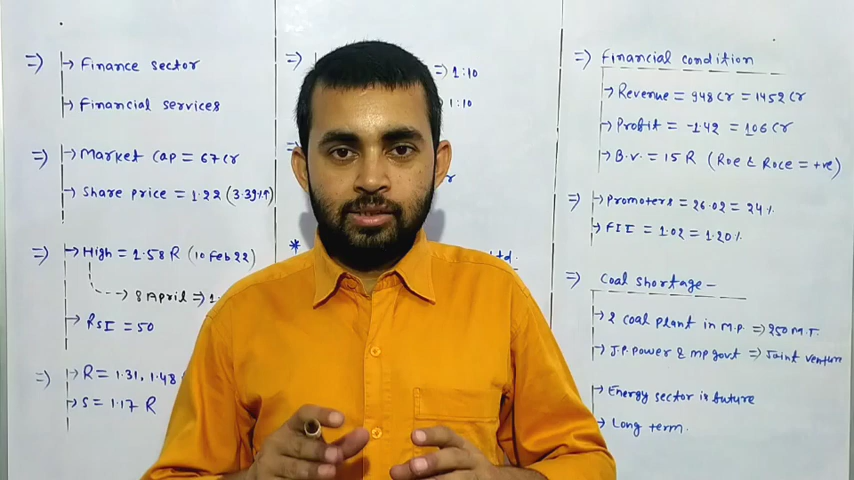 => → Finance sector
→ Financial services
=> → Market Cap = 67 Cr
→ Share price = 1.22 (3.39%↑)
=> → High = 1.58 R (10 Feb 22)
→ 8 April => 1.
→ RSI = 50
=> → R = 1.31, 1.48
→ S = 1.17 R
=>
=> 1:10
1:10
r
*
Ltd.
=> Financial condition
→ Revenue = 948 Cr = 1452 Cr
→ Profit = -142 = 106 Cr
→ B.V. = 15 R (ROE & ROCE = +ve)
=> → Promoters = 26.02 = 24%
→ FII = 1.02 = 1.20%
=> Coal shortage -
→ 2 coal plant in M.P. => 250 M.T.
→ J.P. Power & MP govt => Joint venture
→ Energy sector is future
→ Long term.